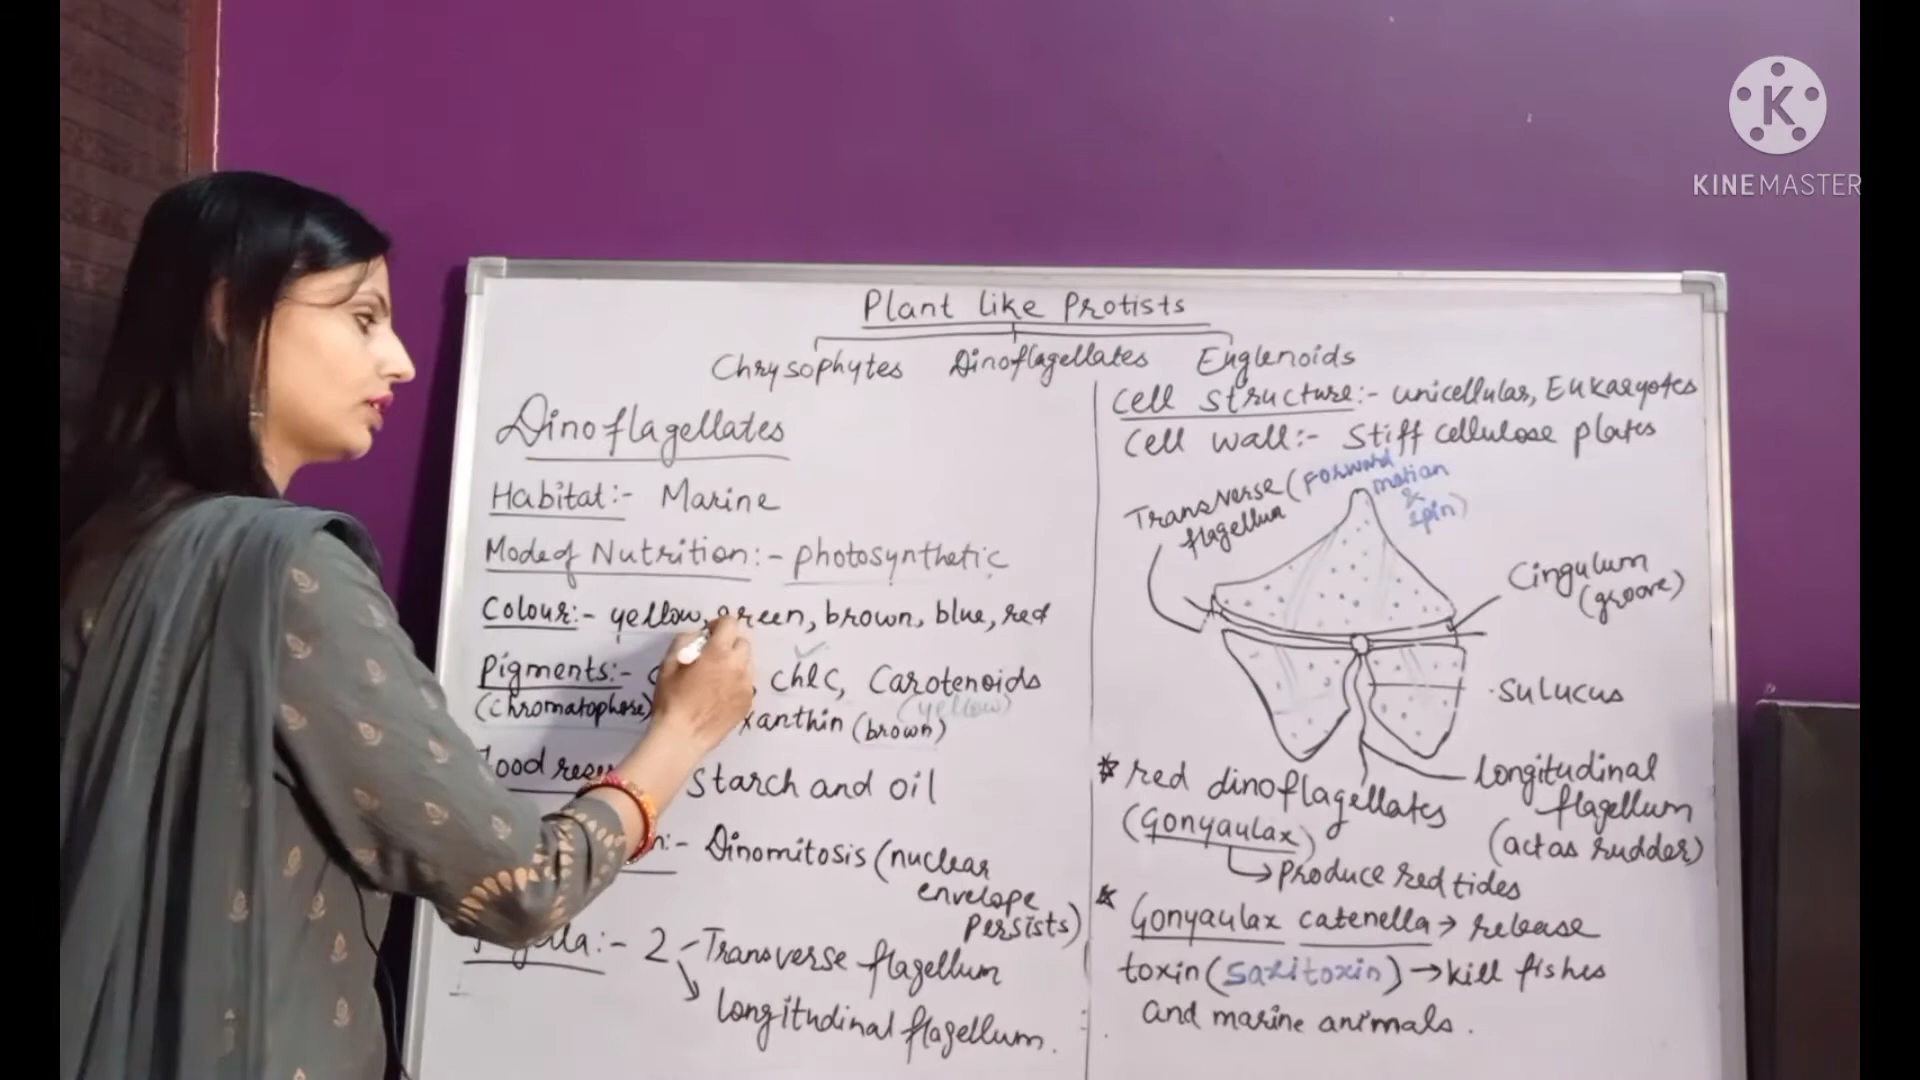 KINEMASTER
Plant like Protists
Chrysophytes Dinoflagellates Euglenoids
Dinoflagellates
Habitat:- Marine
Mode of Nutrition:- photosynthetic
Colour:- yellow, green, brown, blue, red
Pigments:- chl c, Carotenoids
(Chromatophore) (yellow)
xanthin (brown)
Food Starch and oil
Dinomitosis (nuclear
envelope
persists)
2 Transverse flagellum
longitudinal flagellum.
Cell structure:- unicellular, Eukaryotes
Cell wall:- stiff cellulose plates
Transverse (Forward
flagellum motion
&
spin)
Cingulum
(groove)
Sulucus
longitudinal
flagellum
(act as rudder)
* red dinoflagellates
(Gonyaulax)
→ Produce red tides
* Gonyaulax catenella → release
toxin (Saxitoxin) → kill fishes
and marine animals.